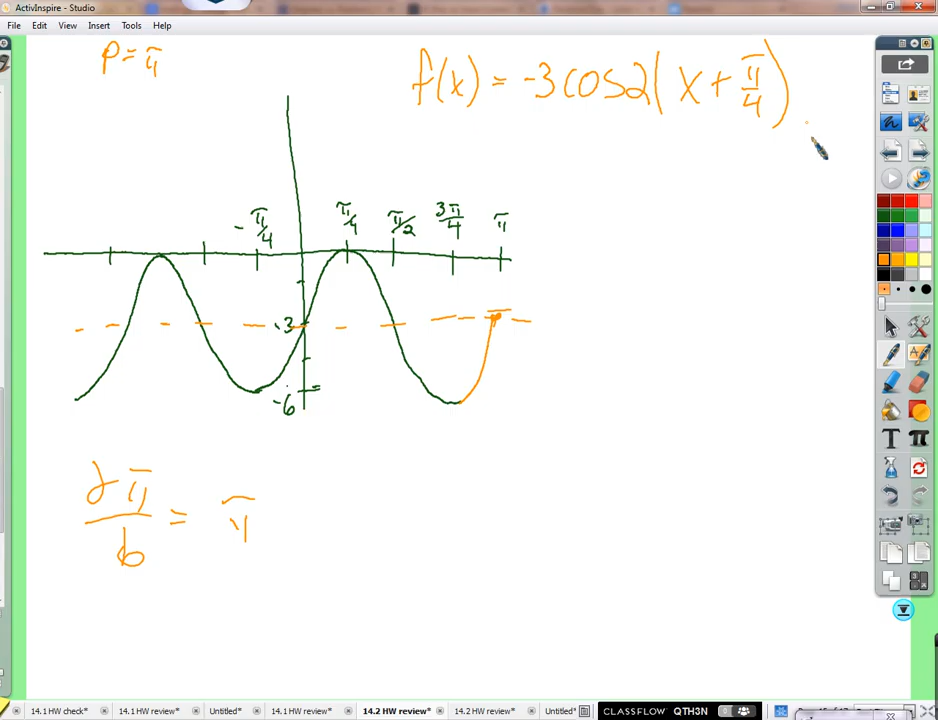 ActivInspire - Studio
File Edit View Insert Tools
p = π
f(x) = -3cos2(x + π/4)
-π/4 π/4 π/2 3π/4 π
-3
-6
2π/b = π
14.1 HW check* 14.1 HW review* Untitled* 14.1 HW review* 14.2 HW review* 14.2 HW review* Untitled* CLASSFLOW QTH3N 0